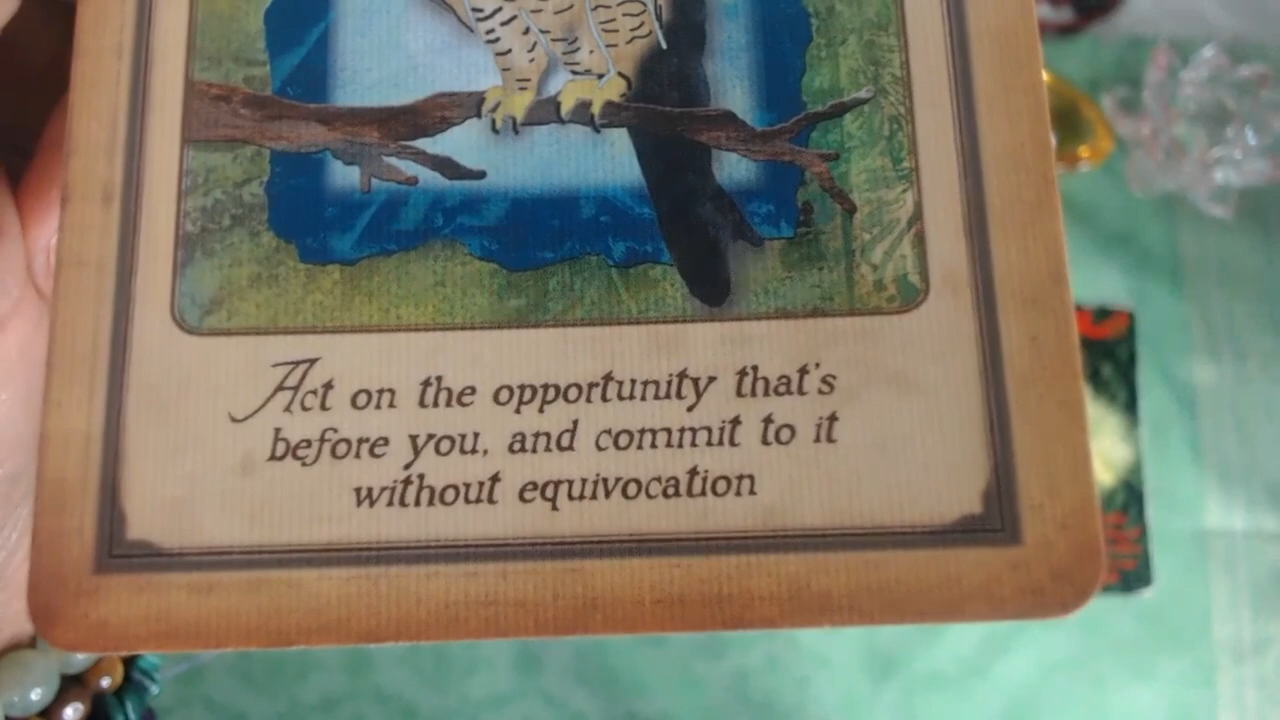 Act on the opportunity that's
before you, and commit to it
without equivocation